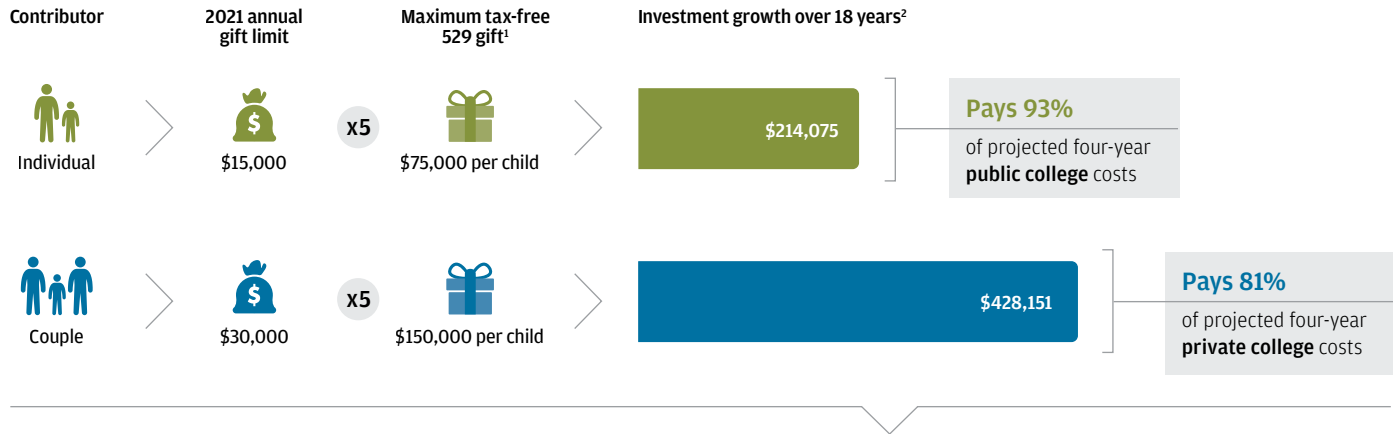 Contributor
2021 annual
gift limit
Maximum tax-free
529 gift¹
Investment growth over 18 years²
$
x5
$214,075
Pays 93%
of projected four-year
public college costs
Individual
$15,000
$75,000 per child
$
x5
$428,151
Pays 81%
of projected four-year
private college costs
Couple
$30,000
$150,000 per child